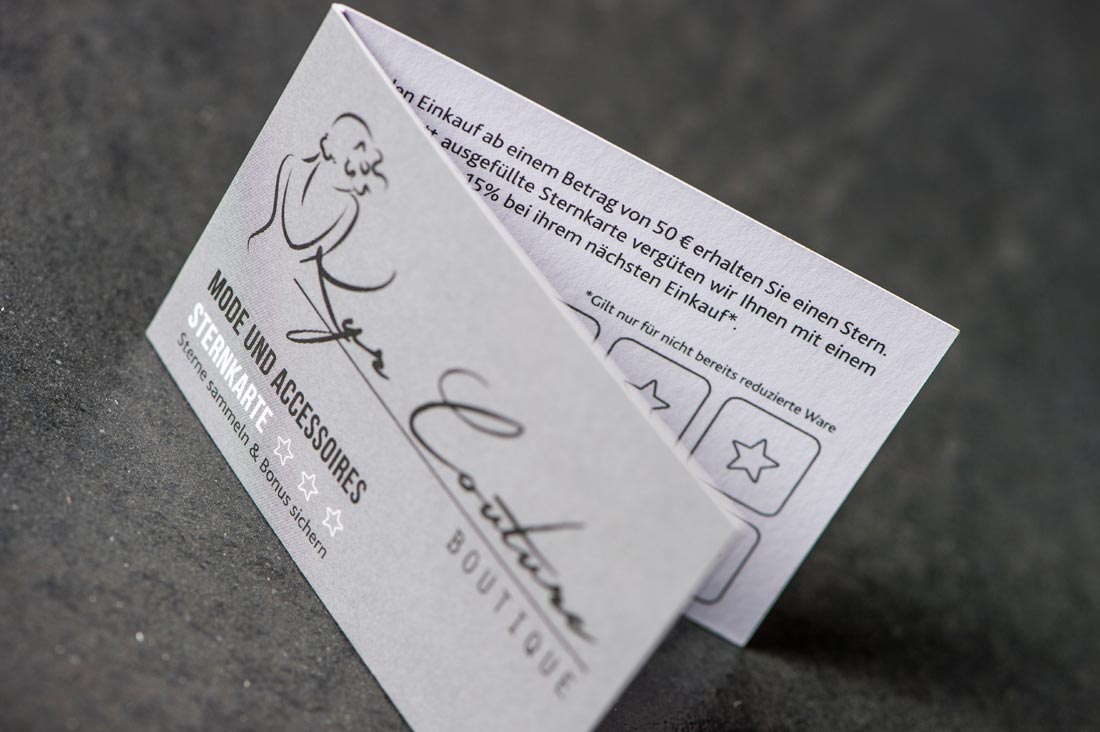 Kyr Couture
BOUTIQUE
MODE UND ACCESSOIRES
STERNKARTE
Sterne sammeln & Bonus sichern
Einkauf ab einem Betrag von 50 € erhalten Sie einen Stern.
ausgefüllte Sternkarte vergüten wir Ihnen mit einem
15% bei ihrem nächsten Einkauf*.
*Gilt nur für nicht bereits reduzierte Ware